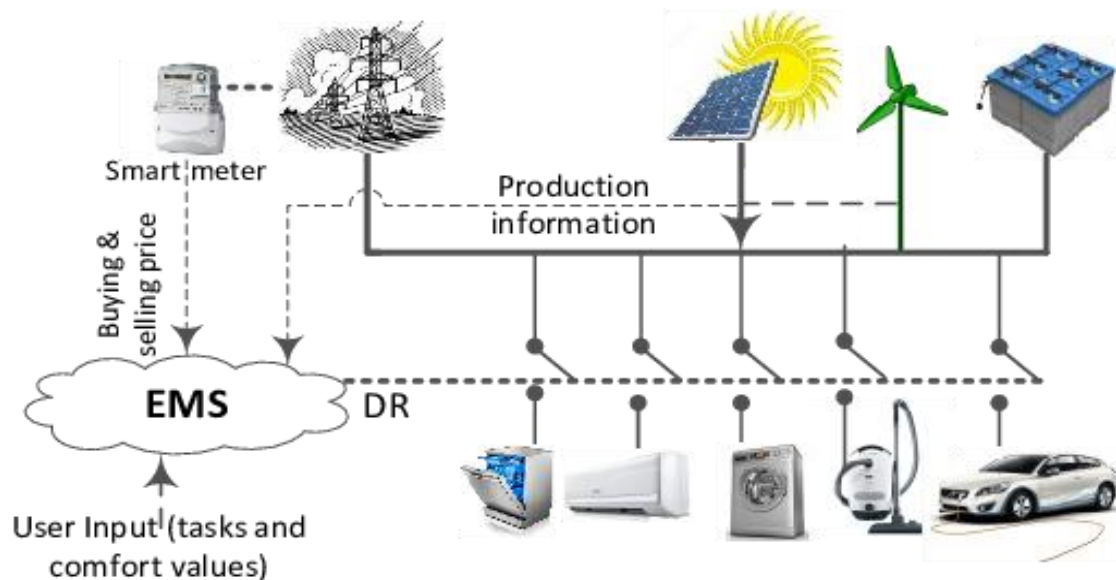 Smart meter
Production
information
Buying &
selling price
EMS
DR
User Input (tasks and
comfort values)